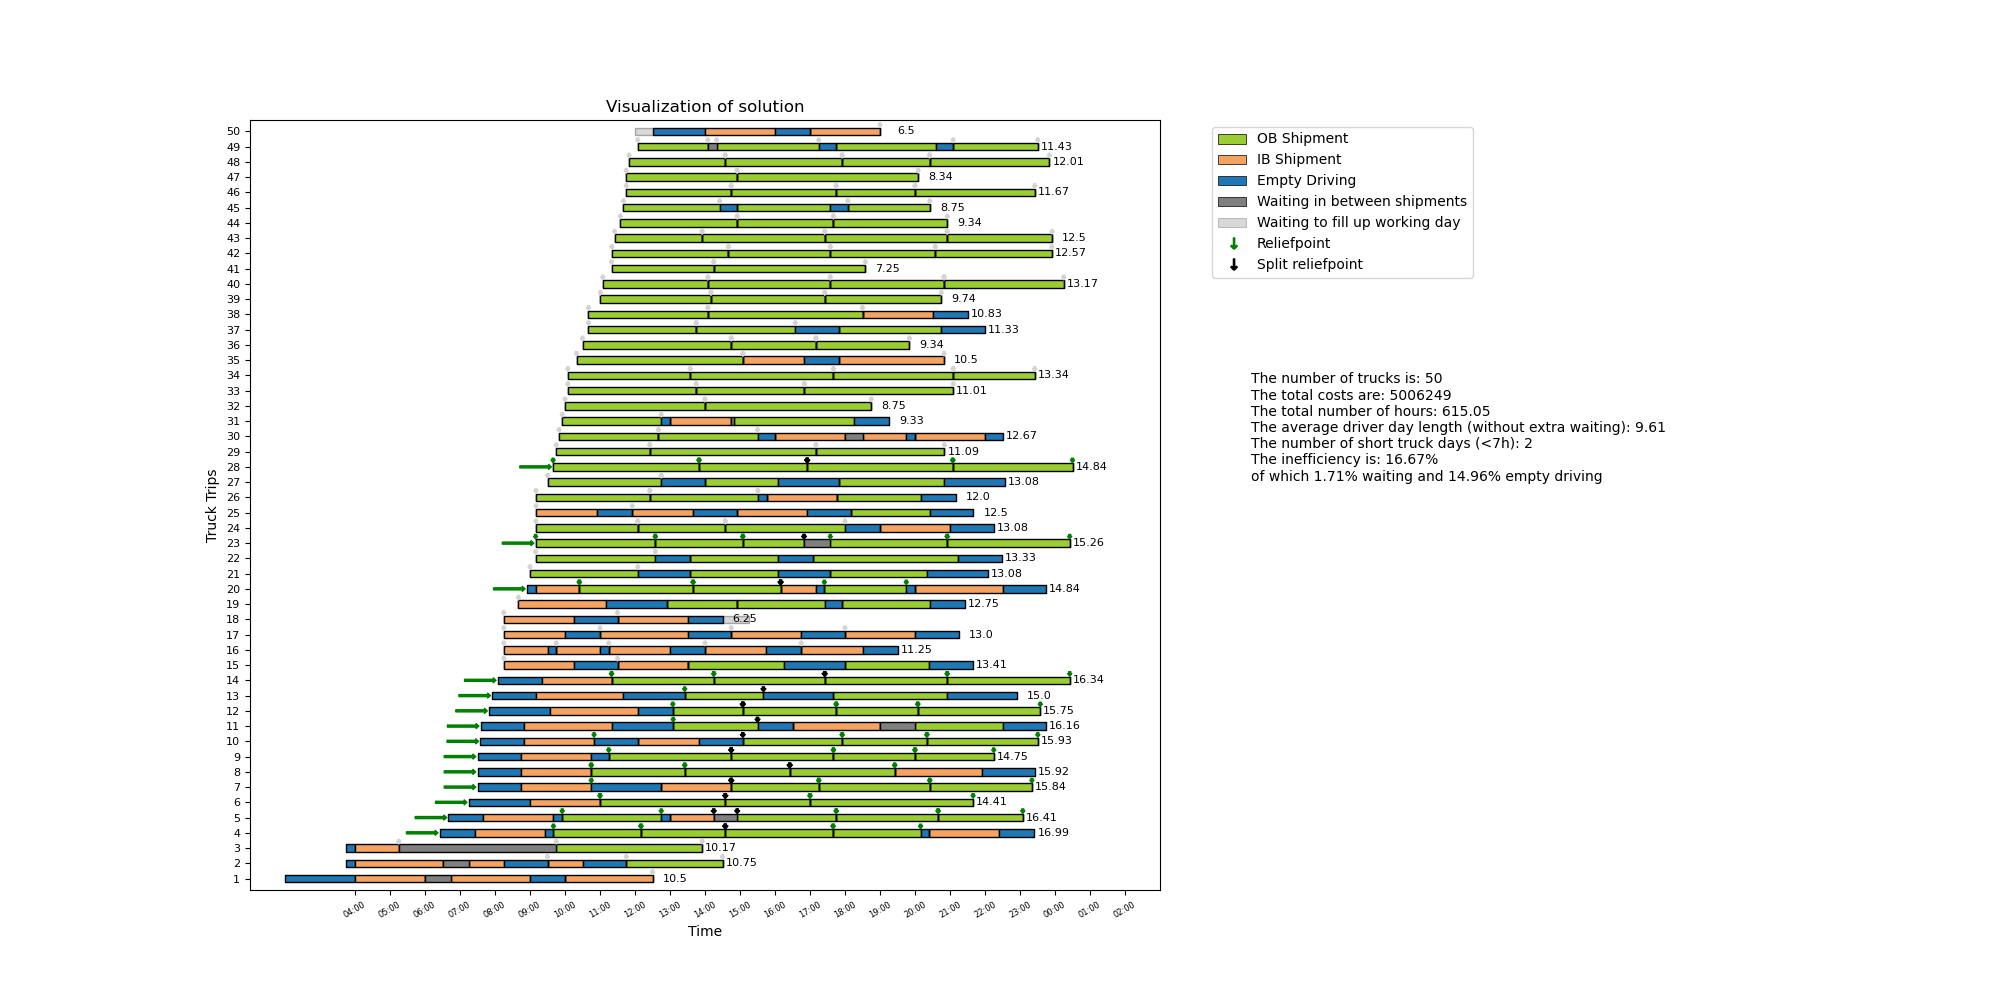 Visualization of solution
50 6.5
49 11.43
48 12.01
47 8.34
46 11.67
45 8.75
44 9.34
43 12.5
42 12.57
41 7.25
40 13.17
39 9.74
38 10.83
37 11.33
36 9.34
35 10.5
34 13.34
33 11.01
32 8.75
31 9.33
30 12.67
29 11.09
28 14.84
27 13.08
26 12.0
25 12.5
24 13.08
23 15.26
22 13.33
21 13.08
20 14.84
19 12.75
18 6.25
17 13.0
16 11.25
15 13.41
14 16.34
13 15.0
12 15.75
11 16.16
10 15.93
9 14.75
8 15.92
7 15.84
6 14.41
5 16.41
4 16.99
3 10.17
2 10.75
1 10.5
Truck Trips
04:00 05:00 06:00 07:00 08:00 09:00 10:00 11:00 12:00 13:00 14:00 15:00 16:00 17:00 18:00 19:00 20:00 21:00 22:00 23:00 00:00 01:00 02:00
Time
OB Shipment
IB Shipment
Empty Driving
Waiting in between shipments
Waiting to fill up working day
Reliefpoint
Split reliefpoint
The number of trucks is: 50
The total costs are: 5006249
The total number of hours: 615.05
The average driver day length (without extra waiting): 9.61
The number of short truck days (<7h): 2
The inefficiency is: 16.67%
of which 1.71% waiting and 14.96% empty driving